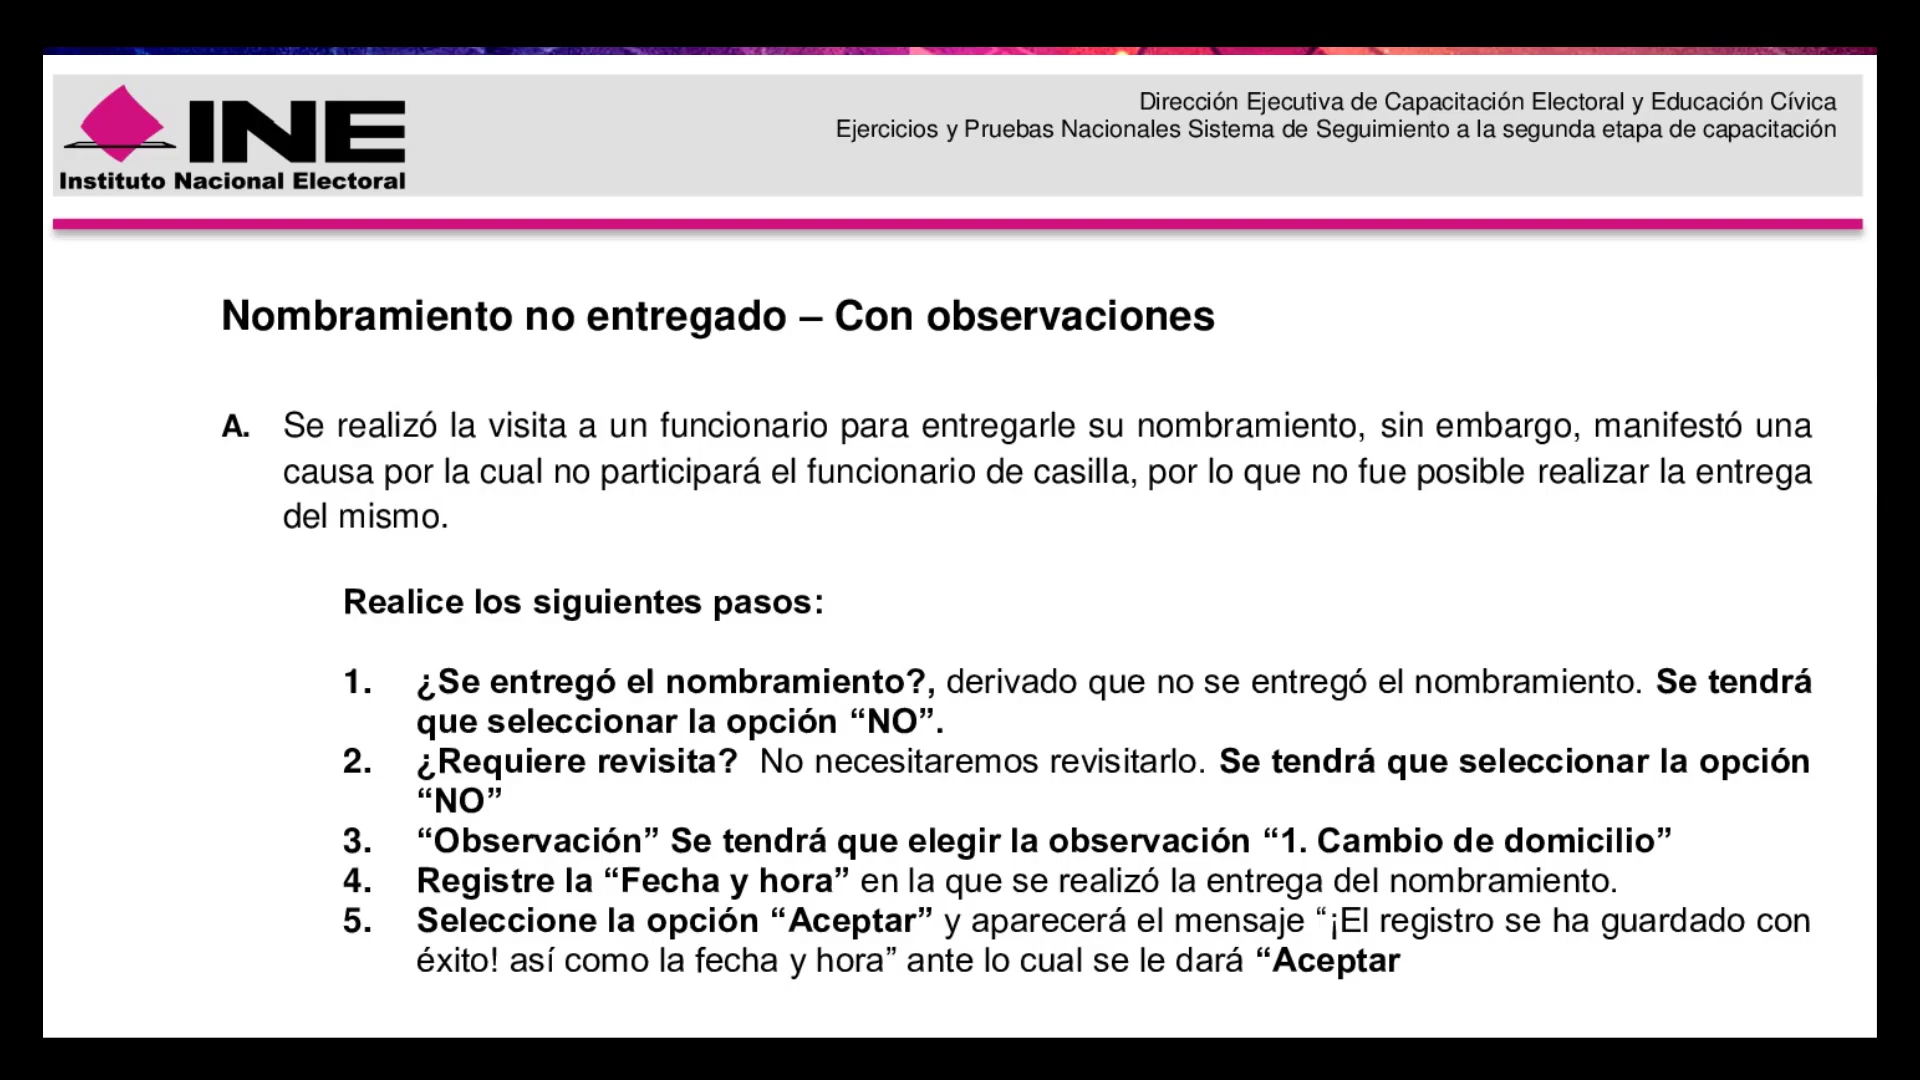 INE
Instituto Nacional Electoral
Dirección Ejecutiva de Capacitación Electoral y Educación Cívica
Ejercicios y Pruebas Nacionales Sistema de Seguimiento a la segunda etapa de capacitación
Nombramiento no entregado – Con observaciones
A. Se realizó la visita a un funcionario para entregarle su nombramiento, sin embargo, manifestó una
causa por la cual no participará el funcionario de casilla, por lo que no fue posible realizar la entrega
del mismo.
Realice los siguientes pasos:
1. ¿Se entregó el nombramiento?, derivado que no se entregó el nombramiento. Se tendrá
que seleccionar la opción “NO”.
2. ¿Requiere revisita? No necesitaremos revisitarlo. Se tendrá que seleccionar la opción
“NO”
3. “Observación” Se tendrá que elegir la observación “1. Cambio de domicilio”
4. Registre la “Fecha y hora” en la que se realizó la entrega del nombramiento.
5. Seleccione la opción “Aceptar” y aparecerá el mensaje “¡El registro se ha guardado con
éxito! así como la fecha y hora” ante lo cual se le dará “Aceptar